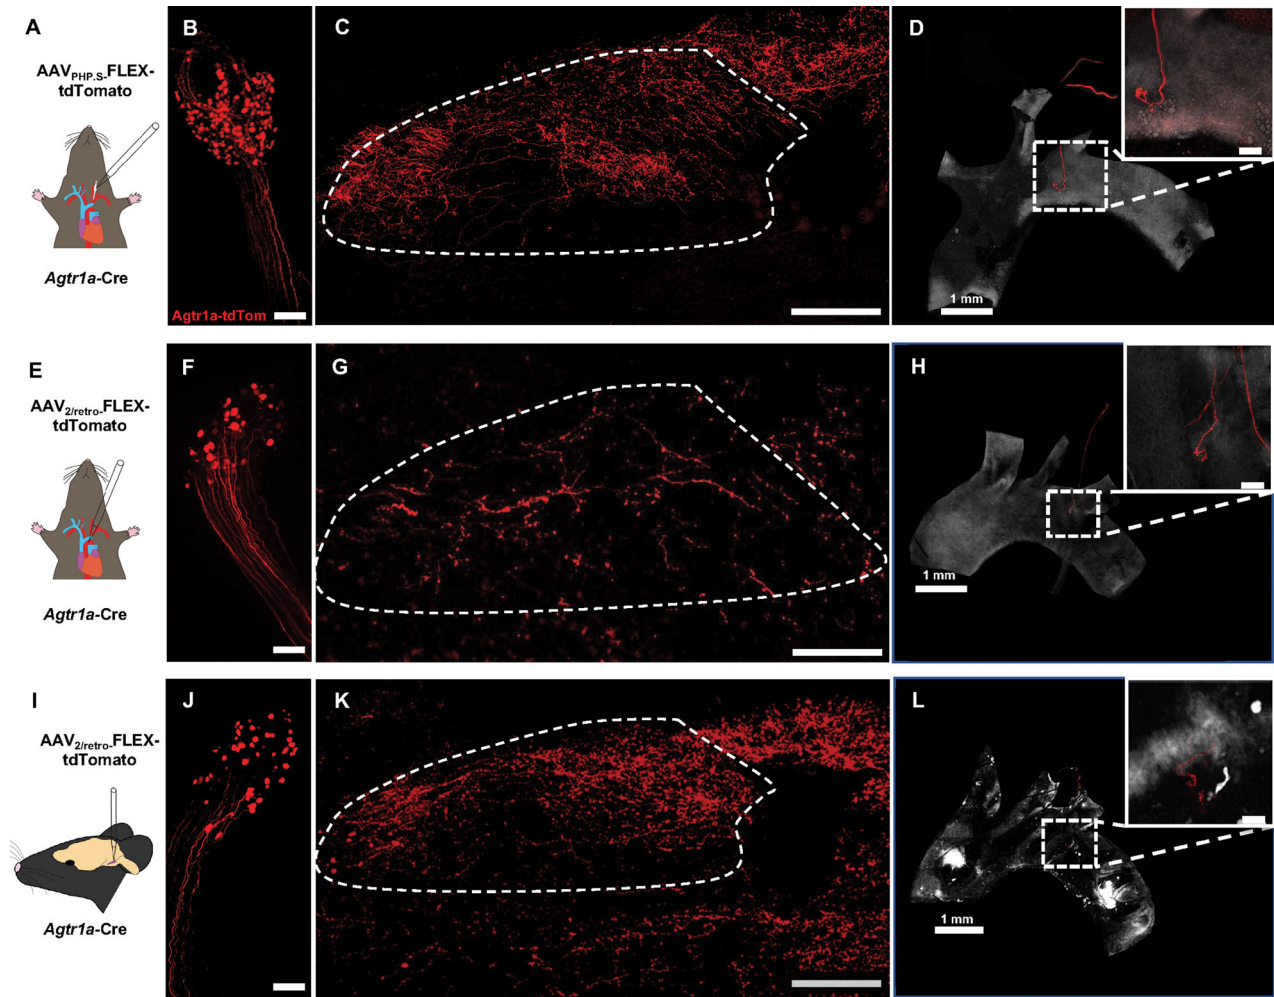 A
AAVPHP.S-FLEX-
tdTomato
Agtr1a-Cre
B
Agtr1a-tdTom
C
D
1 mm
E
AAV2/retro-FLEX-
tdTomato
Agtr1a-Cre
F
G
H
1 mm
I
AAV2/retro-FLEX-
tdTomato
Agtr1a-Cre
J
K
L
1 mm